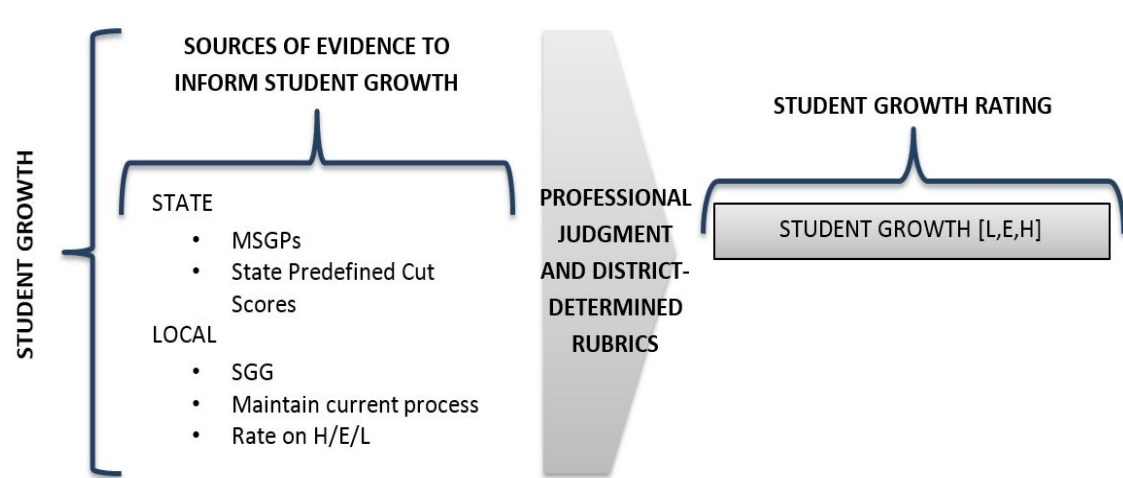 STUDENT GROWTH
SOURCES OF EVIDENCE TO
INFORM STUDENT GROWTH
STATE
• MSGPs
• State Predefined Cut
Scores
LOCAL
• SGG
• Maintain current process
• Rate on H/E/L
PROFESSIONAL
JUDGMENT
AND DISTRICT-
DETERMINED
RUBRICS
STUDENT GROWTH RATING
STUDENT GROWTH [L,E,H]